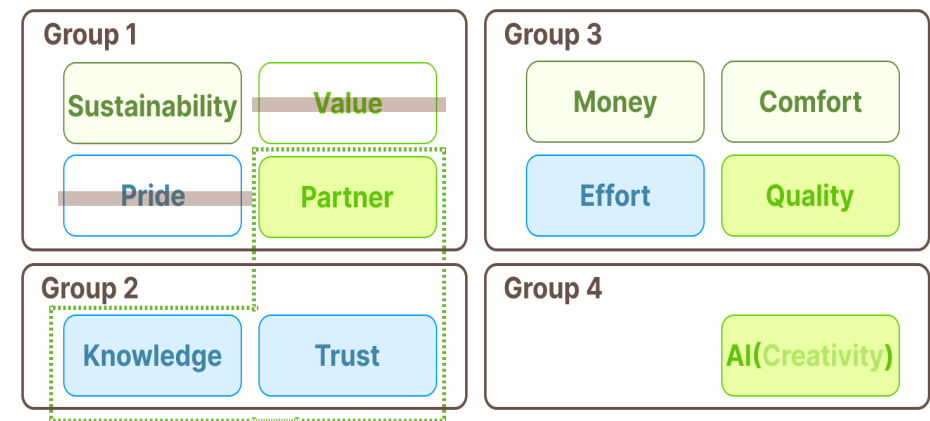 Group 1
Sustainability
Value
Pride
Partner
Group 2
Knowledge
Trust
Group 3
Money
Comfort
Effort
Quality
Group 4
AI(Creativity)